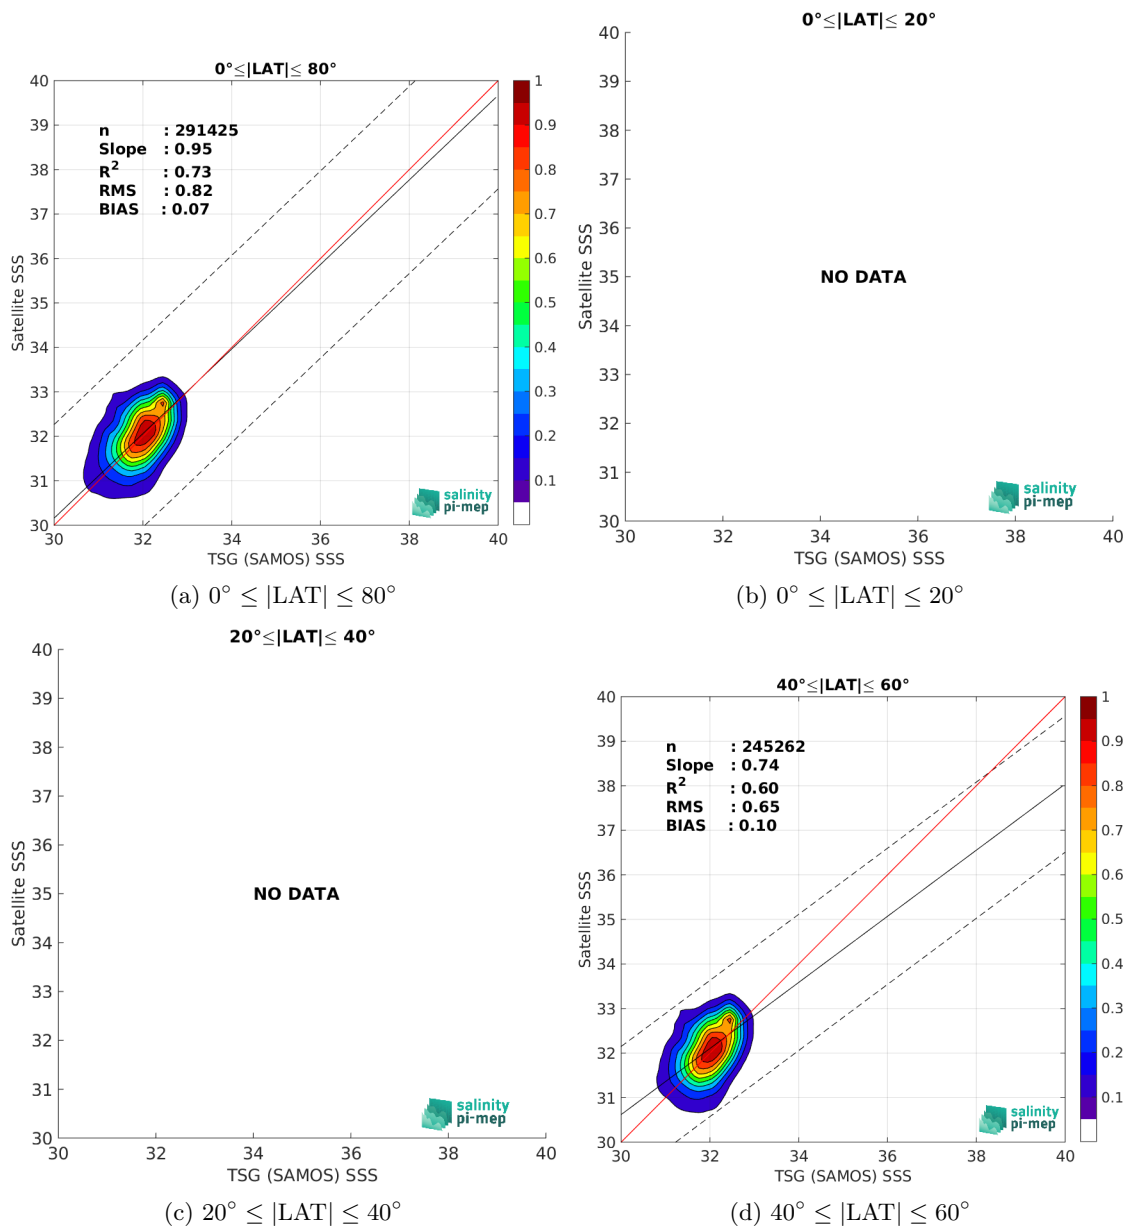 0°≤|LAT|≤ 80°
40
39
38
37
36
35
34
33
32
31
30
Satellite SSS
n : 291425
Slope : 0.95
R² : 0.73
RMS : 0.82
BIAS : 0.07
1
0.9
0.8
0.7
0.6
0.5
0.4
0.3
0.2
0.1
salinity
pi-mep
30 32 34 36 38 40
TSG (SAMOS) SSS
(a) 0° ≤ |LAT| ≤ 80°
0°≤|LAT|≤ 20°
40
39
38
37
36
35
34
33
32
31
30
Satellite SSS
NO DATA
salinity
pi-mep
30 32 34 36 38 40
TSG (SAMOS) SSS
(b) 0° ≤ |LAT| ≤ 20°
20°≤|LAT|≤ 40°
40
39
38
37
36
35
34
33
32
31
30
Satellite SSS
NO DATA
salinity
pi-mep
30 32 34 36 38 40
TSG (SAMOS) SSS
(c) 20° ≤ |LAT| ≤ 40°
40°≤|LAT|≤ 60°
40
39
38
37
36
35
34
33
32
31
30
Satellite SSS
n : 245262
Slope : 0.74
R² : 0.60
RMS : 0.65
BIAS : 0.10
1
0.9
0.8
0.7
0.6
0.5
0.4
0.3
0.2
0.1
salinity
pi-mep
30 32 34 36 38 40
TSG (SAMOS) SSS
(d) 40° ≤ |LAT| ≤ 60°